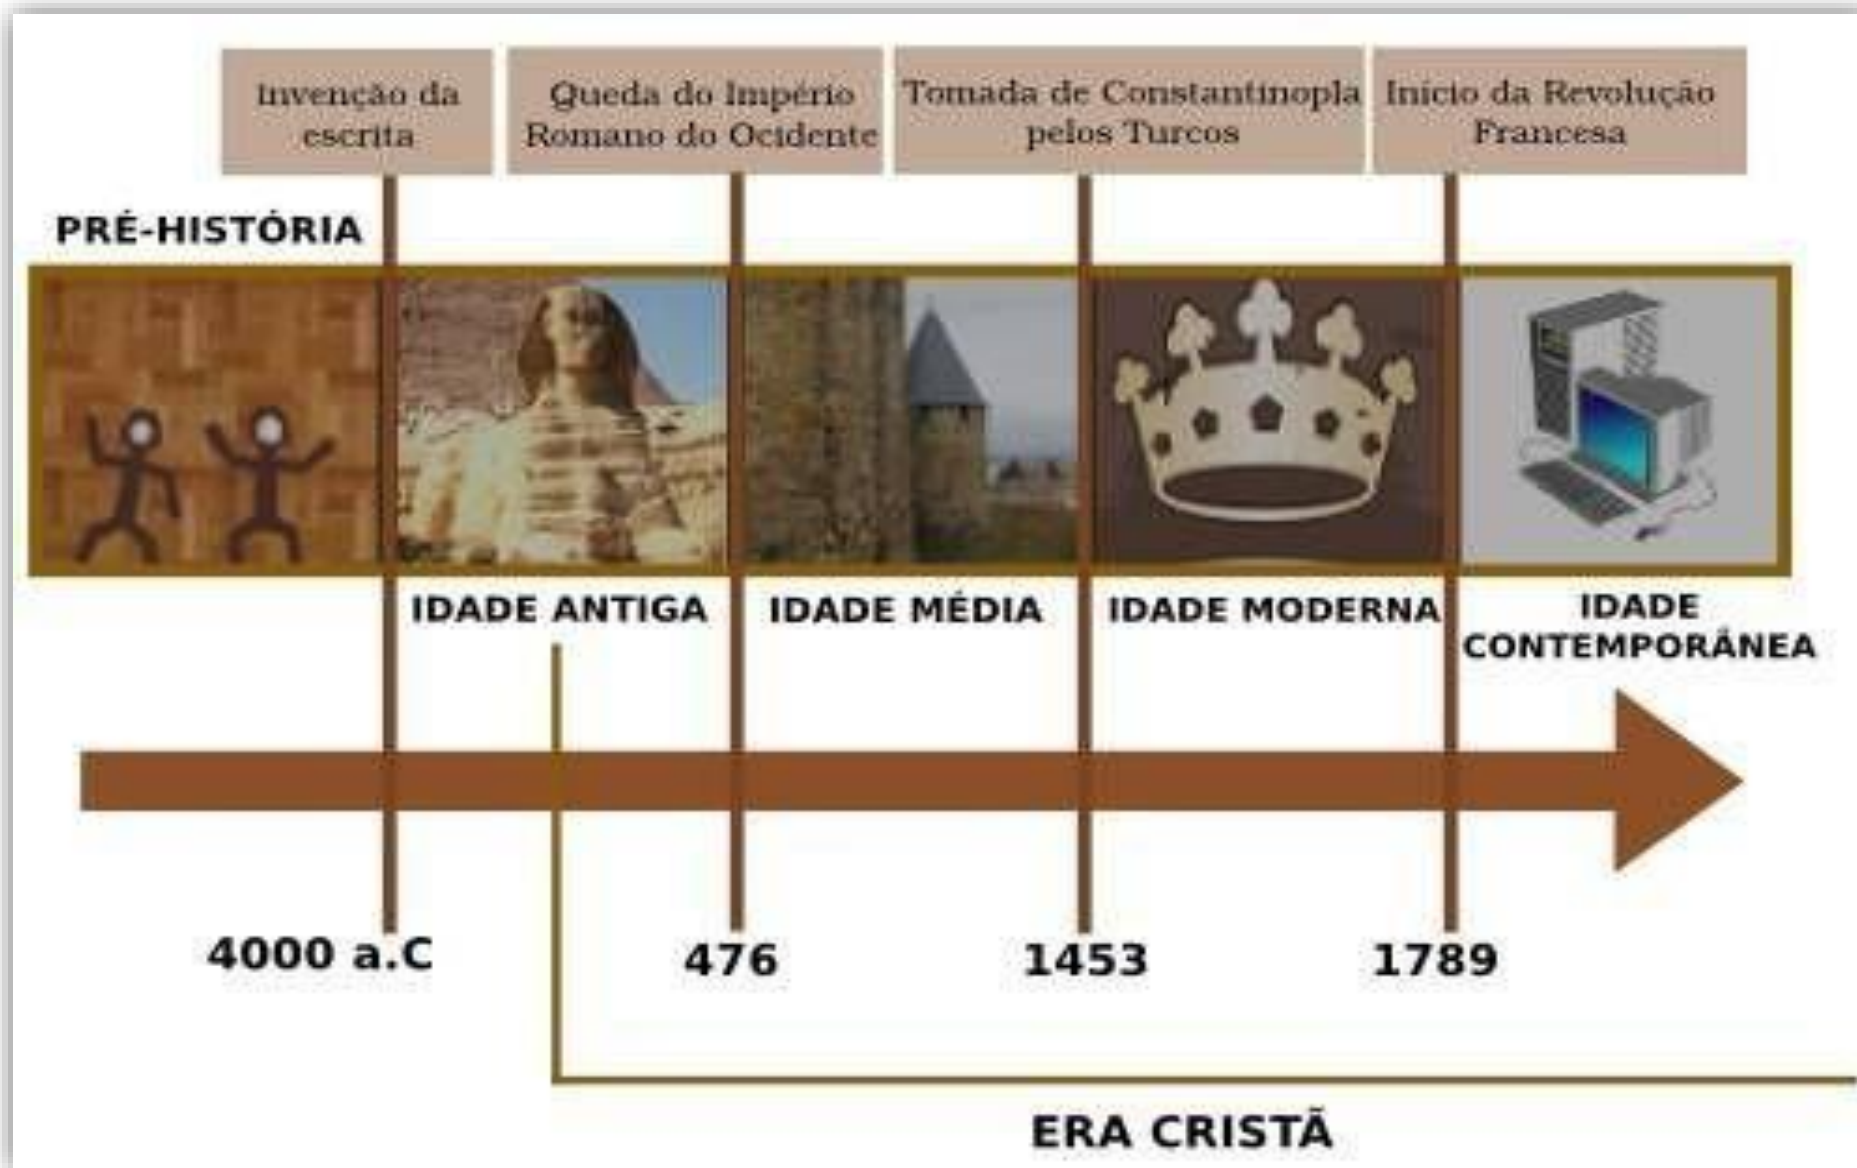 Invenção da
escrita
Queda do Império
Romano do Ocidente
Tomada de Constantinopla
pelos Turcos
Início da Revolução
Francesa
PRÉ-HISTÓRIA
IDADE ANTIGA
IDADE MÉDIA
IDADE MODERNA
IDADE
CONTEMPORÂNEA
4000 a.C
476
1453
1789
ERA CRISTÃ